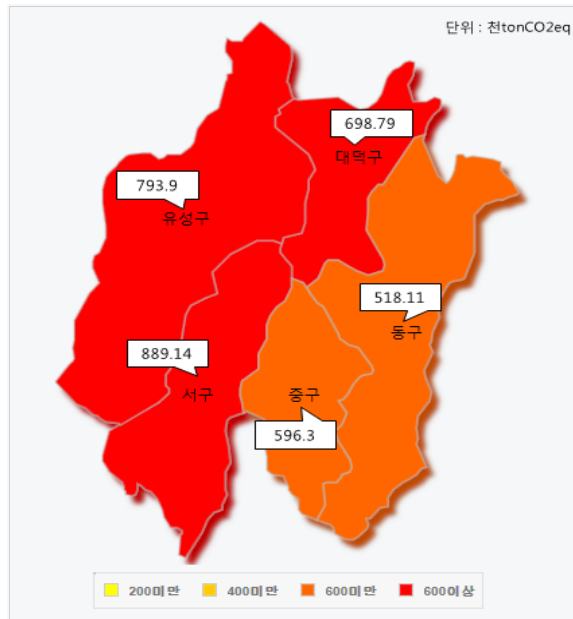 단위 : 천tonCO2eq
698.79
대덕구
793.9
유성구
518.11
동구
889.14
서구
중구
596.3
200미만 400미만 600미만 600이상